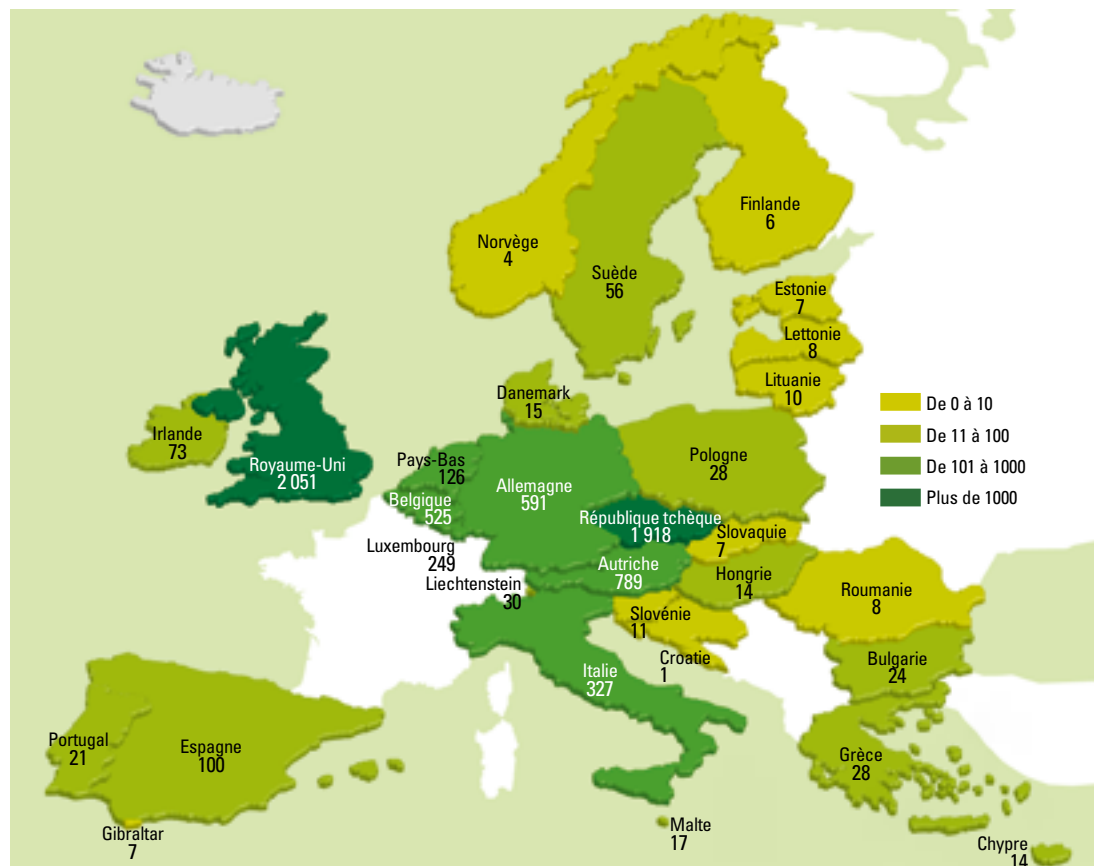 Finlande
6
Norvège
4
Suède
56
Estonie
7
Lettonie
8
Lituanie
10
Danemark
15
De 0 à 10
De 11 à 100
De 101 à 1000
Plus de 1000
Irlande
73
Royaume-Uni
2 051
Pays-Bas
126
Belgique
525
Allemagne
591
Pologne
28
République tchèque
1 918
Slovaquie
7
Luxembourg
249
Liechtenstein
30
Autriche
789
Hongrie
14
Roumanie
8
Slovénie
11
Croatie
1
Italie
327
Bulgarie
24
Portugal
21
Espagne
100
Grèce
28
Gibraltar
7
Malte
17
Chypre
14